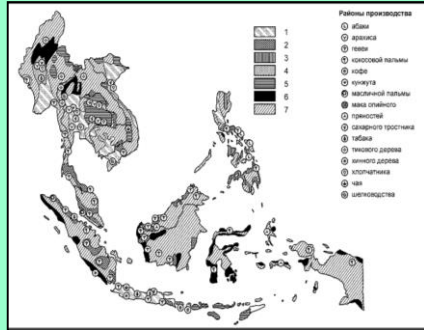 1
2
3
4
5
6
7
Районы производства
абаки
арахиса
гевеи
кокосовой пальмы
кофе
кунжута
масличной пальмы
мака опийного
пряностей
сахарного тростника
табака
тикового дерева
хинного дерева
хлопчатника
чая
шелководства